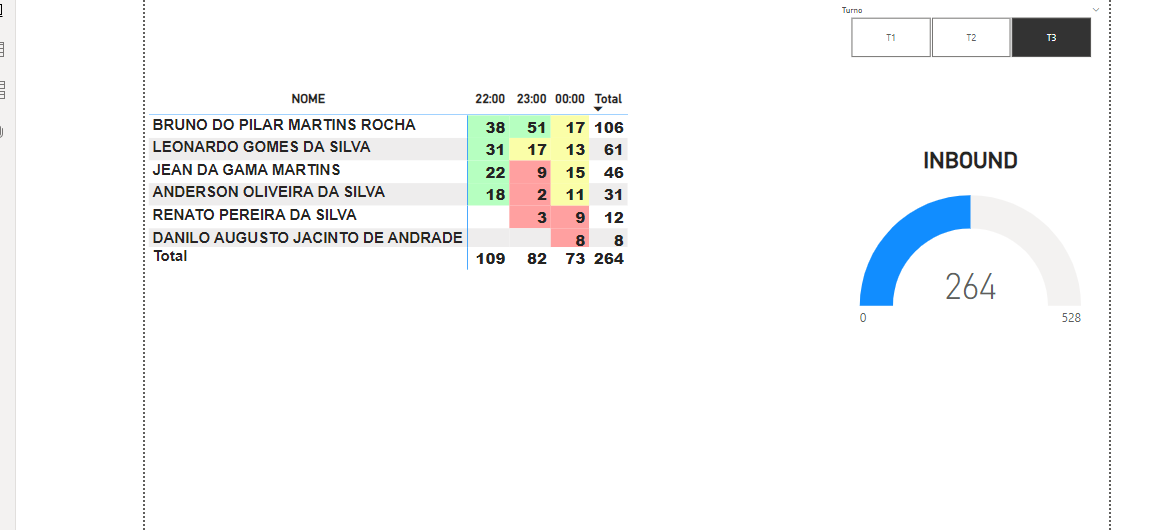 Turno
T1 T2 T3
NOME 22:00 23:00 00:00 Total
BRUNO DO PILAR MARTINS ROCHA 38 51 17 106
LEONARDO GOMES DA SILVA 31 17 13 61
JEAN DA GAMA MARTINS 22 9 15 46
ANDERSON OLIVEIRA DA SILVA 18 2 11 31
RENATO PEREIRA DA SILVA 3 9 12
DANILO AUGUSTO JACINTO DE ANDRADE 8 8
Total 109 82 73 264
INBOUND
264
0 528